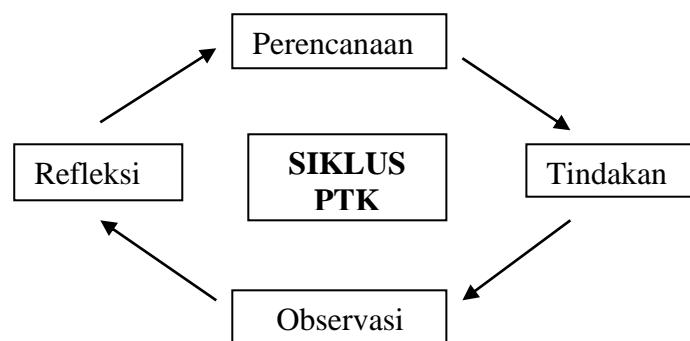 Perencanaan
Refleksi
SIKLUS
PTK
Tindakan
Observasi